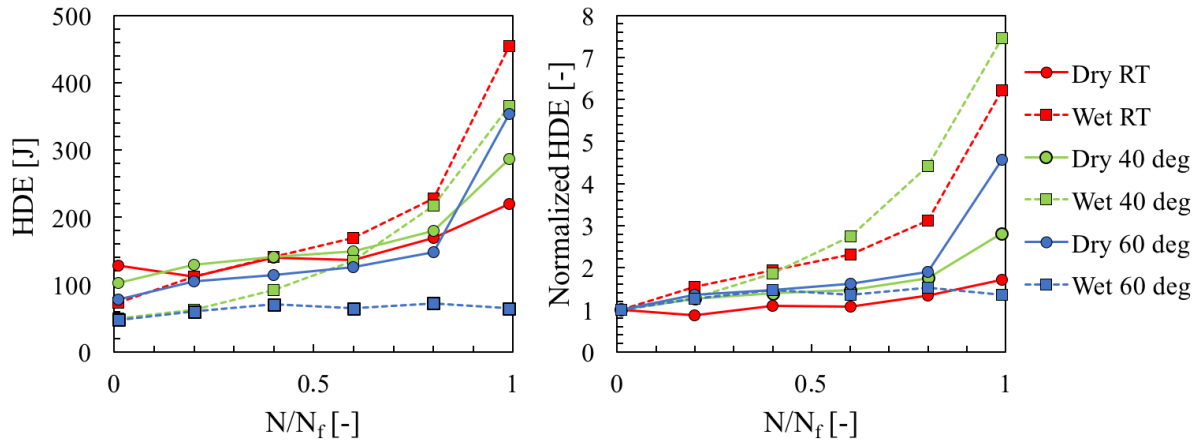 500
400
300
200
100
0
HDE [J]
0
0.5
1
N/N_f [-]
8
7
6
5
4
3
2
1
0
Normalized HDE [-]
0
0.5
1
N/N_f [-]
Dry RT
Wet RT
Dry 40 deg
Wet 40 deg
Dry 60 deg
Wet 60 deg